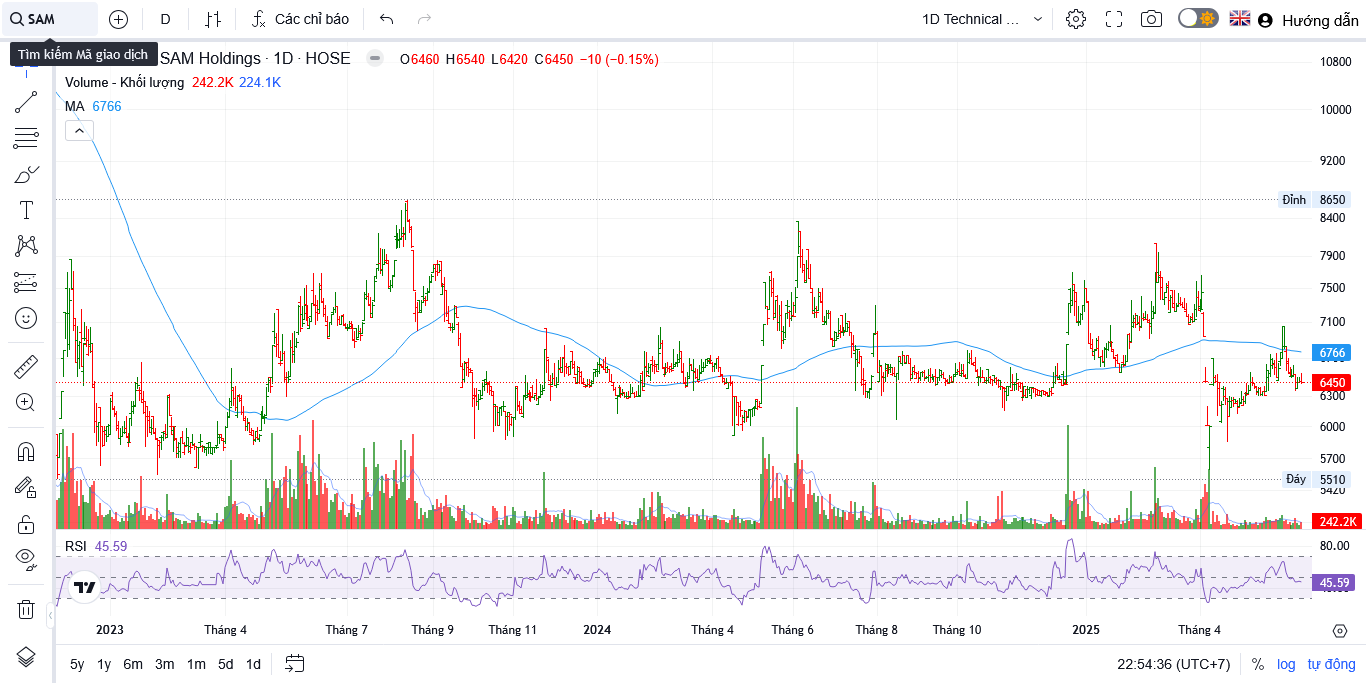 SAM
D
Các chỉ báo
1D Technical ...
Hướng dẫn
Tìm kiếm Mã giao dịch
SAM Holdings · 1D · HOSE
O6460 H6540 L6420 C6450 −10 (−0.15%)
Volume - Khối lượng 242.2K 224.1K
MA 6766
10800
10000
9200
Đỉnh 8650
8400
7900
7500
7100
6766
6450
6300
6000
5700
Đáy 5510
5420
242.2K
RSI 45.59
80.00
45.59
2023 Tháng 4 Tháng 7 Tháng 9 Tháng 11 2024 Tháng 4 Tháng 6 Tháng 8 Tháng 10 2025 Tháng 4
5y 1y 6m 3m 1m 5d 1d
22:54:36 (UTC+7) % log tự động